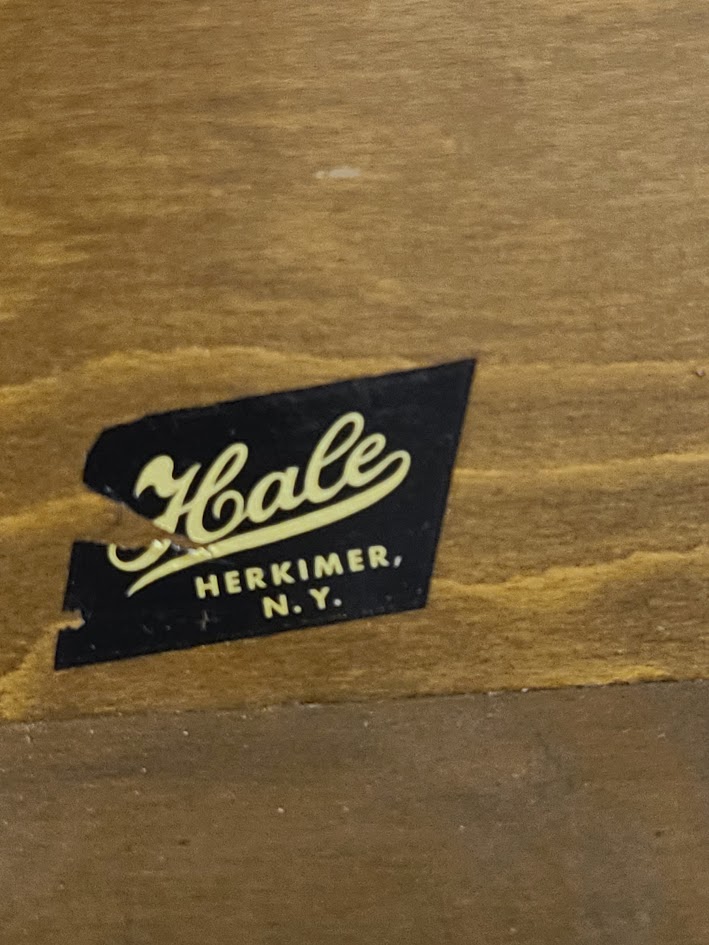 Hale
HERKIMER,
N. Y.